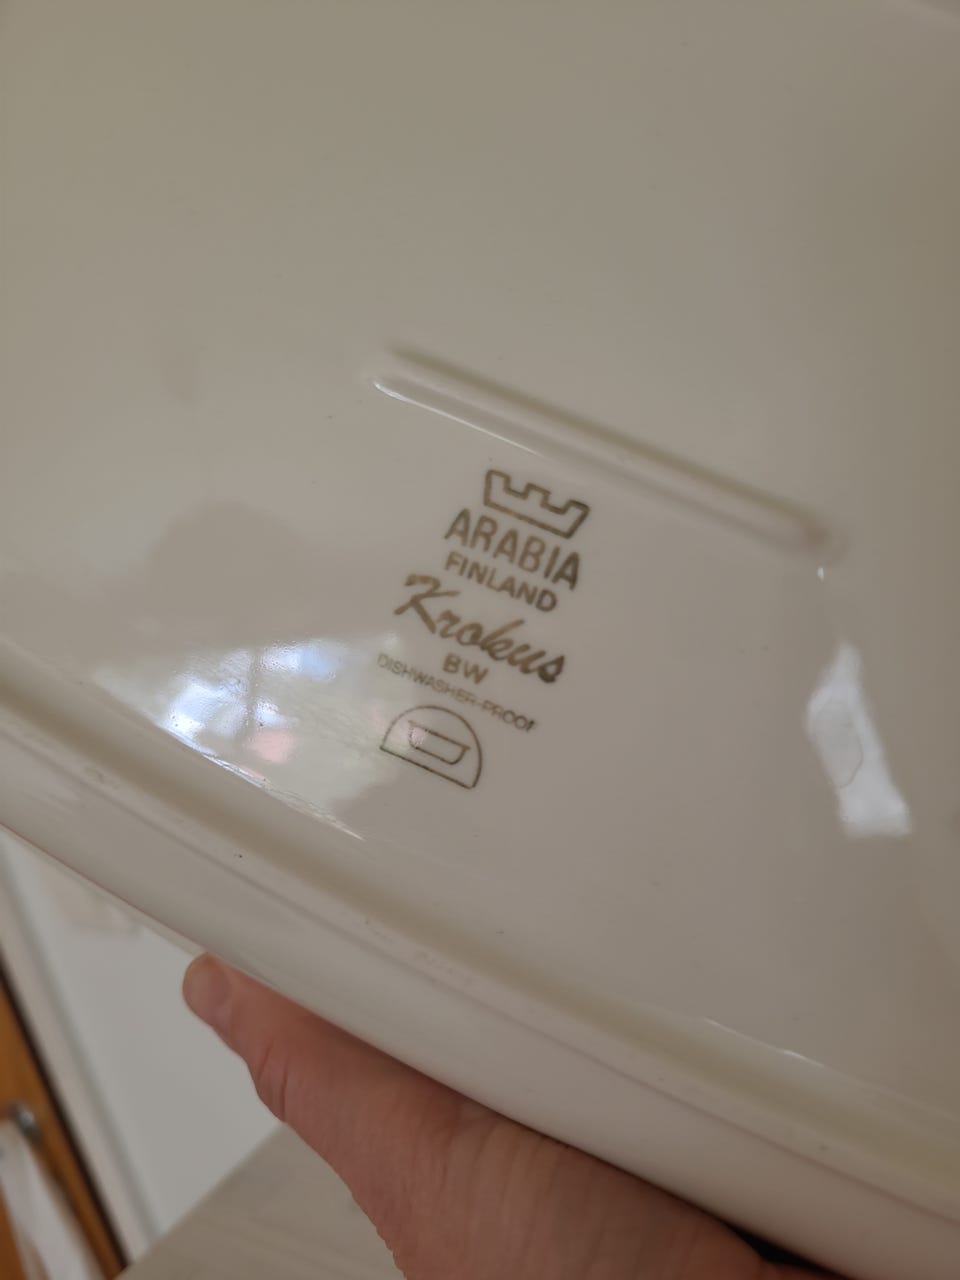 ARABIA
FINLAND
Krokus
BW
DISHWASHER-PROOF